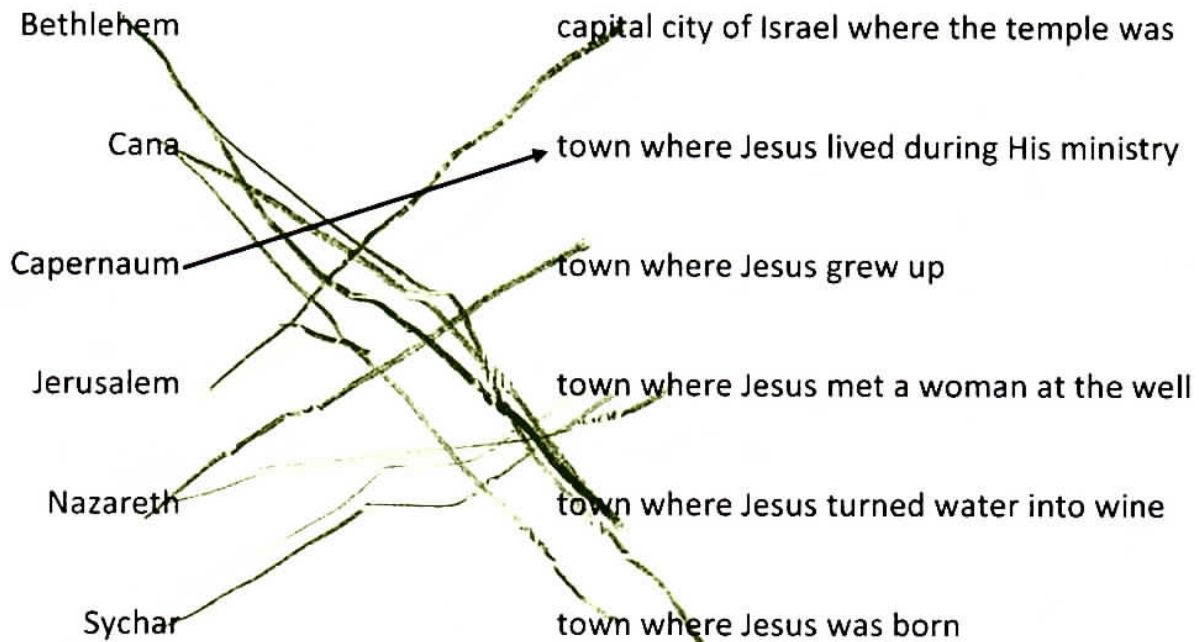 Bethlehem capital city of Israel where the temple was
Cana town where Jesus lived during His ministry
Capernaum town where Jesus grew up
Jerusalem town where Jesus met a woman at the well
Nazareth town where Jesus turned water into wine
Sychar town where Jesus was born